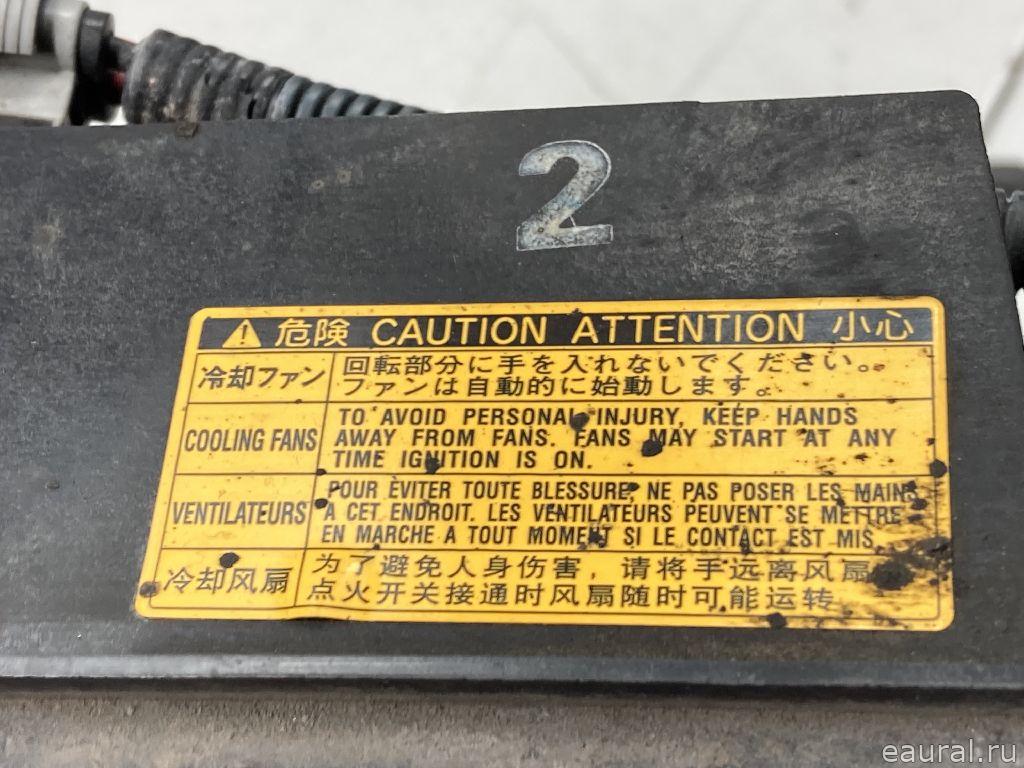 2
危険 CAUTION ATTENTION 小心
冷却ファン
回転部分に手を入れないでください。
ファンは自動的に始動します。
COOLING FANS
TO AVOID PERSONAL INJURY, KEEP HANDS
AWAY FROM FANS. FANS MAY START AT ANY
TIME IGNITION IS ON.
VENTILATEURS
POUR ÉVITER TOUTE BLESSURE, NE PAS POSER LES MAINS
A CET ENDROIT. LES VENTILATEURS PEUVENT SE METTRE
EN MARCHE A TOUT MOMENT SI LE CONTACT EST MIS.
冷却风扇
为了避免人身伤害，请将手远离风扇
点火开关接通时风扇随时可能运转
eaural.ru